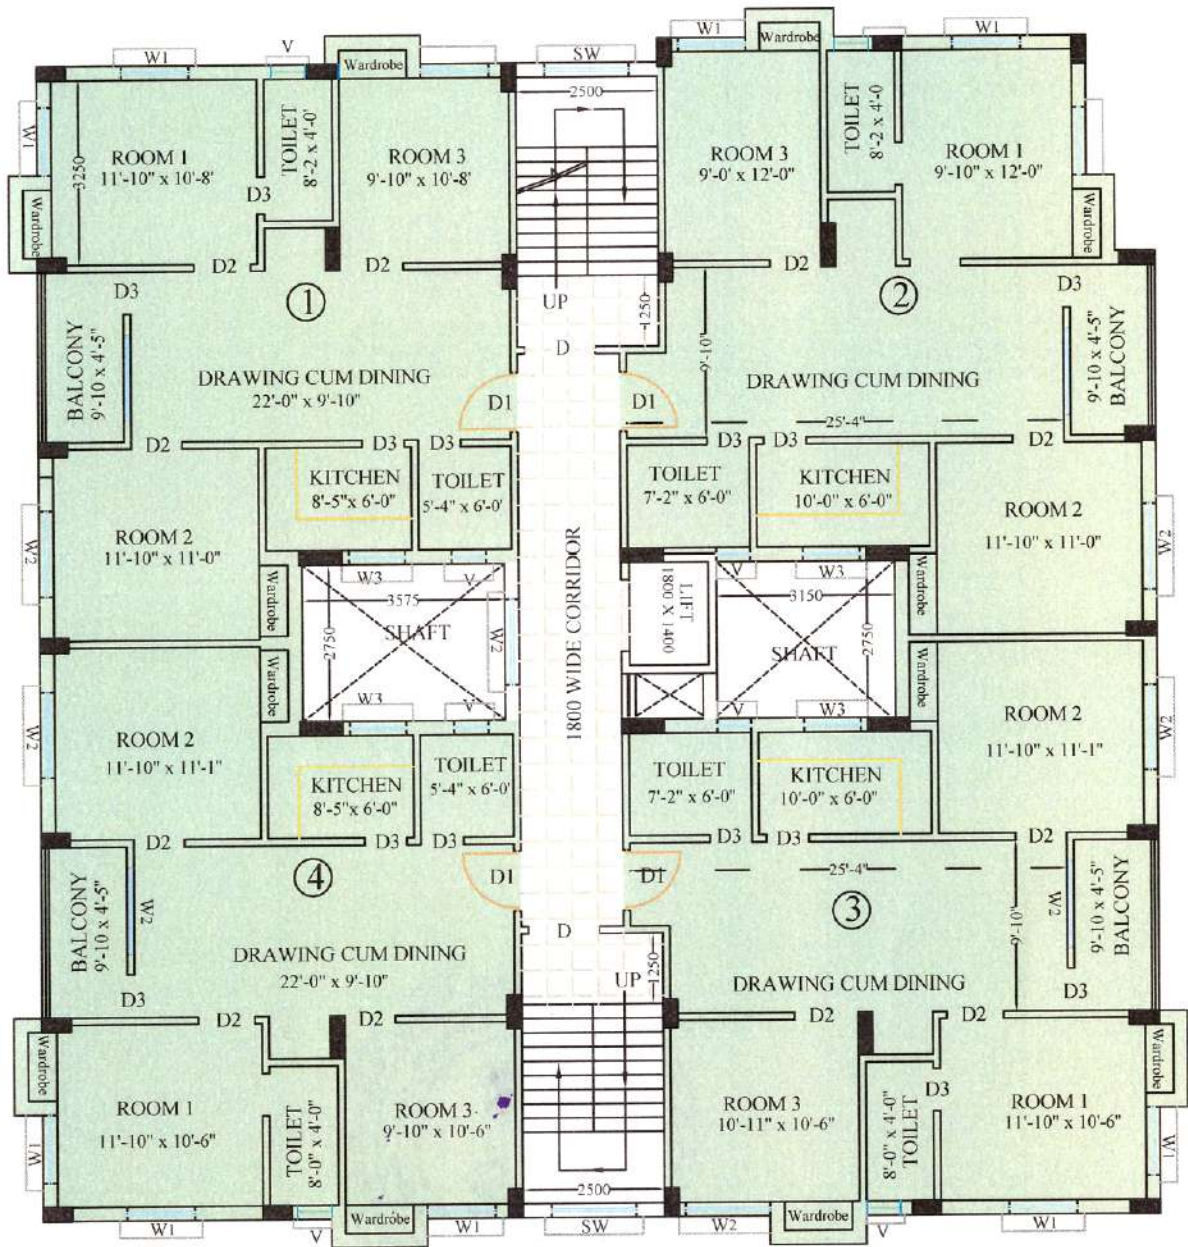 W1
V
Wardrobe
SW
W1
Wardrobe
W1
2500
W1
3250
ROOM 1
11'-10" x 10'-8'
TOILET
8'-2 x 4'-0'
D3
ROOM 3
9'-10" x 10'-8'
ROOM 3
9'-0' x 12'-0"
TOILET
8'-2 x 4'-0
ROOM 1
9'-10" x 12'-0"
Wardrobe
Wardrobe
D2
D2
D2
D3
D3
1
UP
1250
2
BALCONY
9'-10 x 4'-5"
D
9'-10"
9'-10 x 4'-5"
BALCONY
DRAWING CUM DINING
22'-0" x 9'-10"
D1
D1
DRAWING CUM DINING
25'-4"
D2
D3
D3
D3
D3
D2
KITCHEN
8'-5"x 6'-0"
TOILET
5'-4" x 6'-0'
TOILET
7'-2" x 6'-0"
KITCHEN
10'-0" x 6'-0"
ROOM 2
11'-10" x 11'-0"
W2
ROOM 2
11'-10" x 11'-0"
W2
Wardrobe
W3
V
3575
SHAFT
2750
W2
1800 WIDE CORRIDOR
LIFT
1800 X 1400
V
W3
3150
SHAFT
2750
Wardrobe
Wardrobe
W3
V
V
W3
Wardrobe
W2
ROOM 2
11'-10" x 11'-1"
KITCHEN
8'-5"x 6'-0"
TOILET
5'-4" x 6'-0'
TOILET
7'-2" x 6'-0"
KITCHEN
10'-0" x 6'-0"
ROOM 2
11'-10" x 11'-1"
W2
D2
D3
D3
D3
D3
D2
4
D1
D1
25'-4"
3
BALCONY
9'-10 x 4'-5"
W2
D
9'-10"
W2
9'-10 x 4'-5"
BALCONY
DRAWING CUM DINING
22'-0" x 9'-10"
UP
1250
DRAWING CUM DINING
D3
D3
D2
D2
D2
D2
Wardrobe
Wardrobe
D3
ROOM 1
11'-10" x 10'-6"
TOILET
8'-0" x 4'-0"
ROOM 3
9'-10" x 10'-6"
ROOM 3
10'-11" x 10'-6"
8'-0" x 4'-0"
TOILET
ROOM 1
11'-10" x 10'-6"
W1
W1
2500
W1
V
Wardrobe
W1
SW
W2
Wardrobe
V
W1